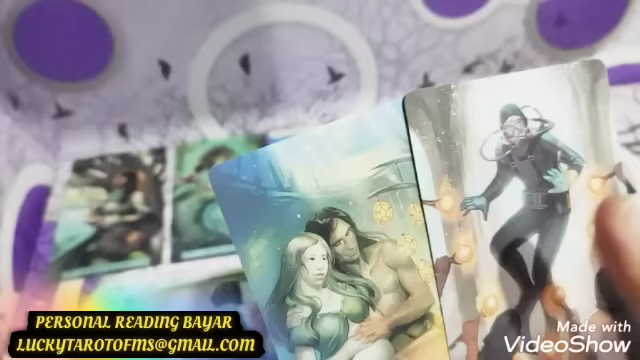 PERSONAL READING BAYAR
LUCKYTAROTOFMS@GMAIL.COM
Made with
VideoShow